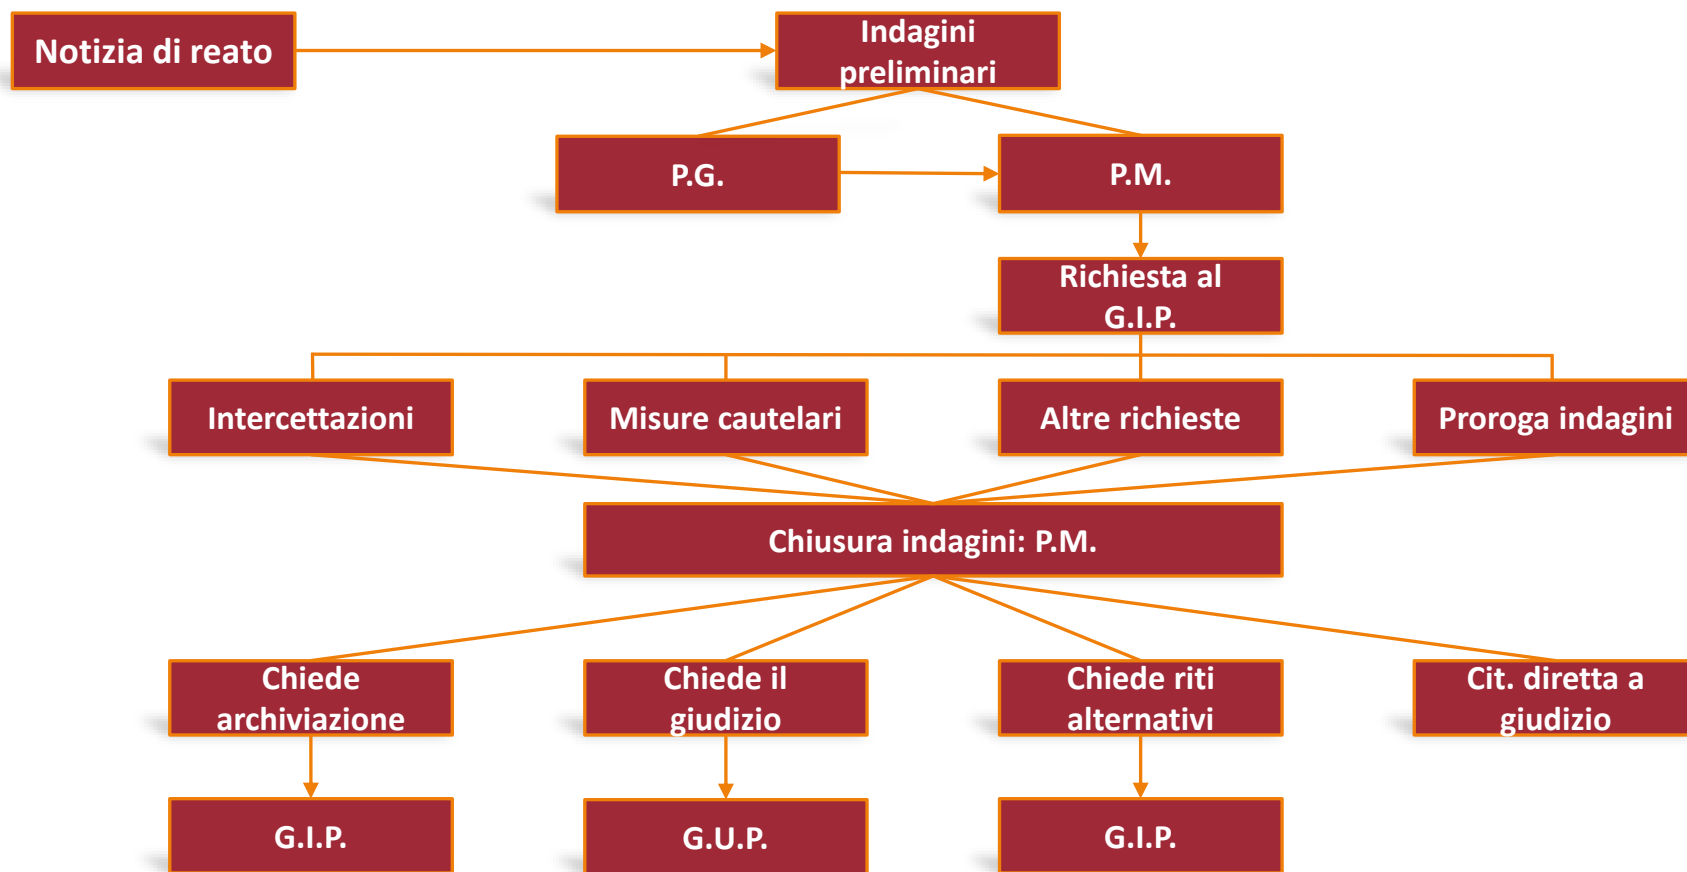 Notizia di reato
Indagini
preliminari
P.G.
P.M.
Richiesta al
G.I.P.
Intercettazioni
Misure cautelari
Altre richieste
Proroga indagini
Chiusura indagini: P.M.
Chiede
archiviazione
Chiede il
giudizio
Chiede riti
alternativi
Cit. diretta a
giudizio
G.I.P.
G.U.P.
G.I.P.